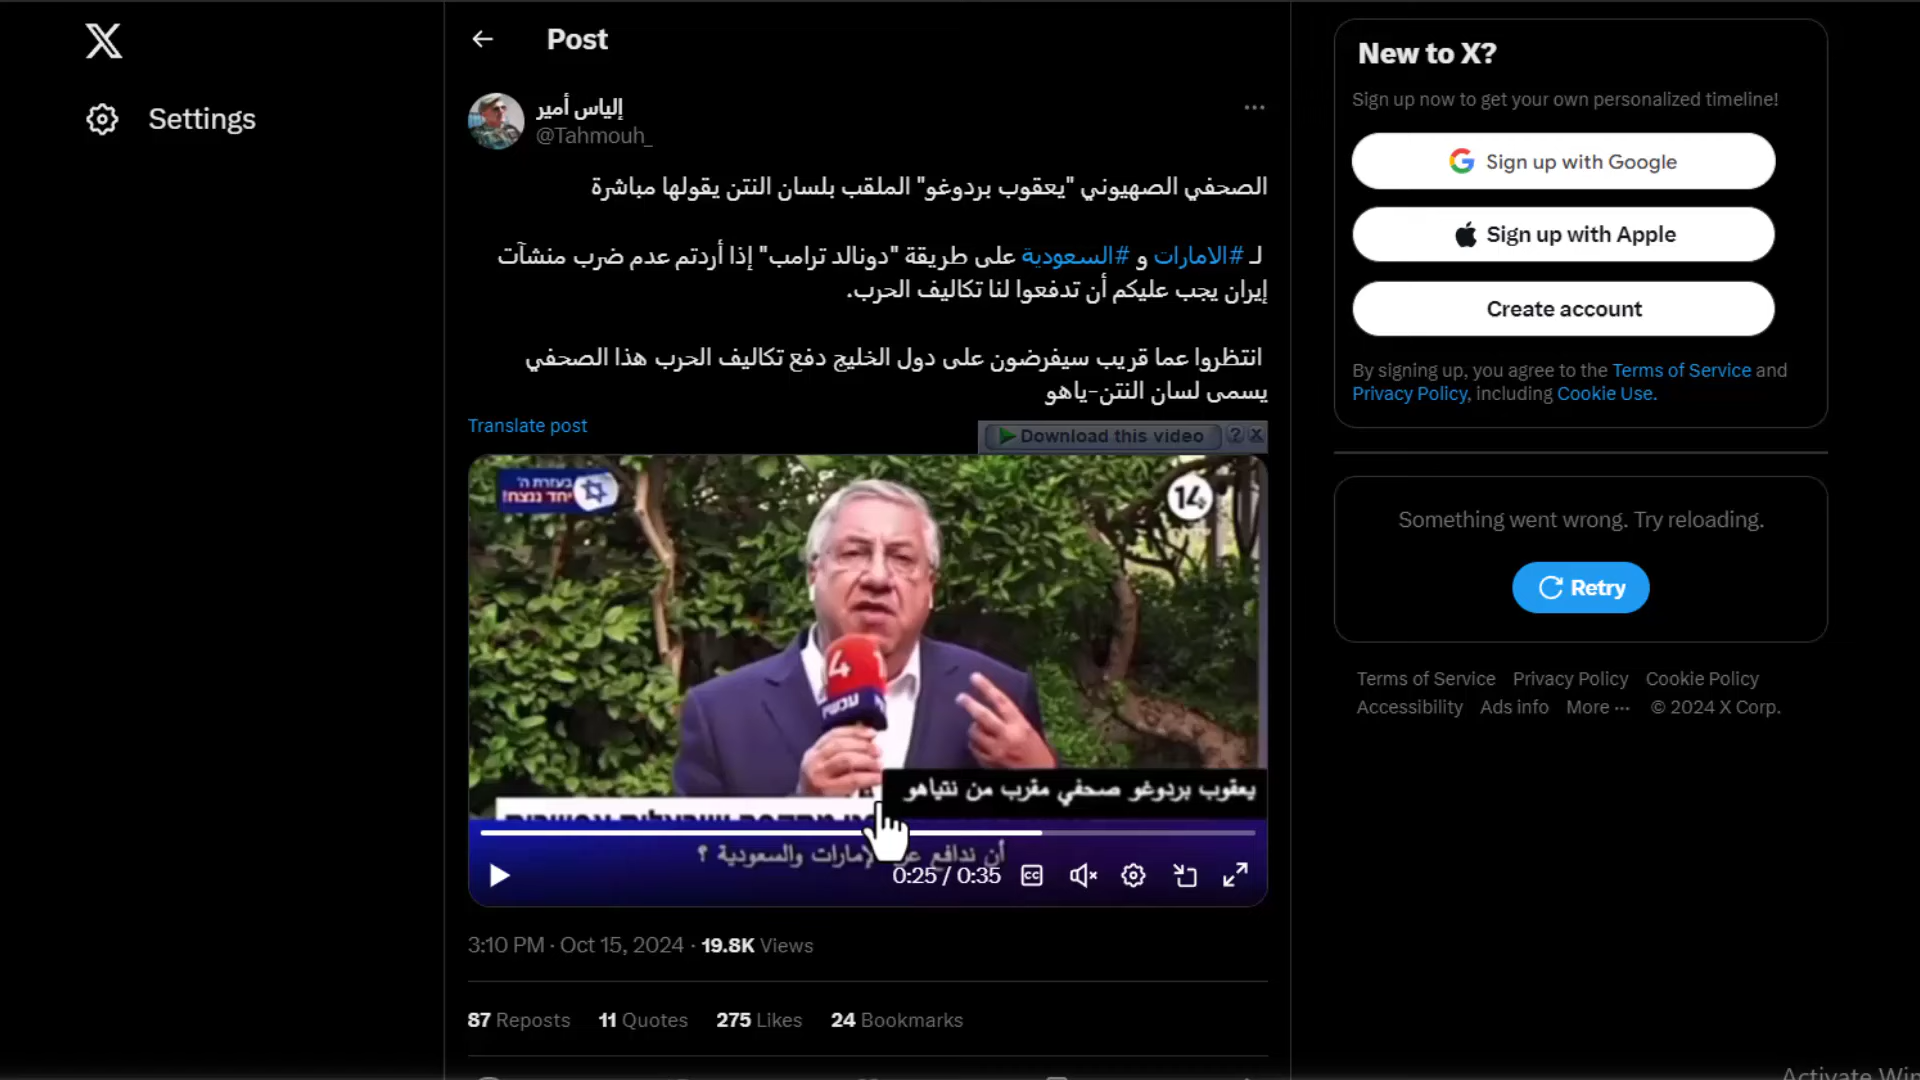 Settings
Post
إلياس أمير
@Tahmouh_
الصحفي الصهيوني "يعقوب بردوغو" الملقب بلسان النتن يقولها مباشرة
لـ #الامارات و #السعودية على طريقة "دونالد ترامب" إذا أردتم عدم ضرب منشآت
إيران يجب عليكم أن تدفعوا لنا تكاليف الحرب.
انتظروا عما قريب سيفرضون على دول الخليج دفع تكاليف الحرب هذا الصحفي
يسمى لسان النتن-ياهو
Translate post
Download this video ? X
בעזרת ה'
יחד ננצח!
14
4
עכשיו
يعقوب بردوغو صحفي مقرب من نتياهو
أن ندافع والسعودية ؟
0:25 / 0:35
CC
3:10 PM · Oct 15, 2024 · 19.8K Views
87 Reposts 11 Quotes 275 Likes 24 Bookmarks
New to X?
Sign up now to get your own personalized timeline!
Sign up with Google
Sign up with Apple
Create account
By signing up, you agree to the Terms of Service and
Privacy Policy, including Cookie Use.
Something went wrong. Try reloading.
Retry
Terms of Service Privacy Policy Cookie Policy
Accessibility Ads info More ··· © 2024 X Corp.